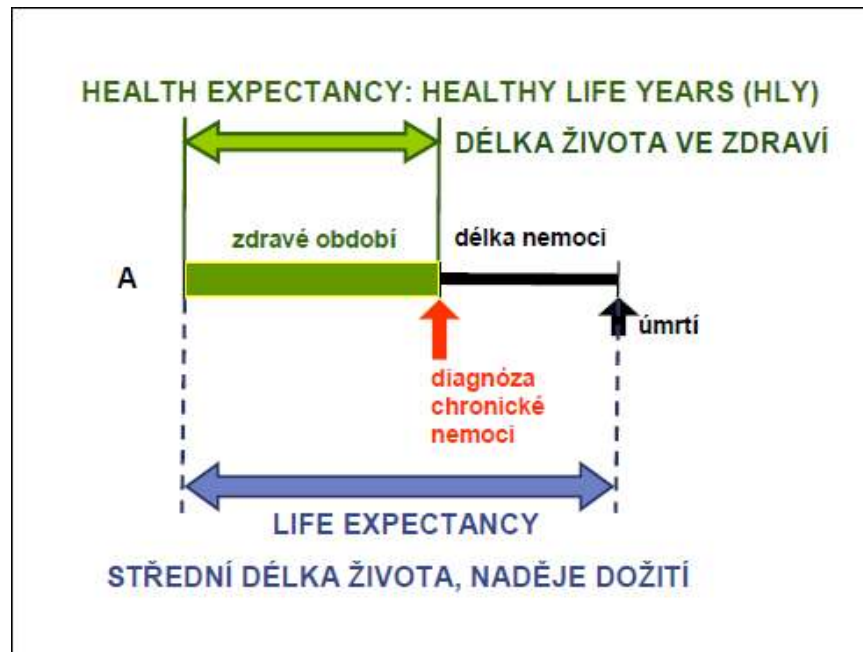 HEALTH EXPECTANCY: HEALTHY LIFE YEARS (HLY)
DÉLKA ŽIVOTA VE ZDRAVÍ
zdravé období
délka nemoci
A
úmrtí
diagnóza
chronické
nemoci
LIFE EXPECTANCY
STŘEDNÍ DÉLKA ŽIVOTA, NADĚJE DOŽITÍ